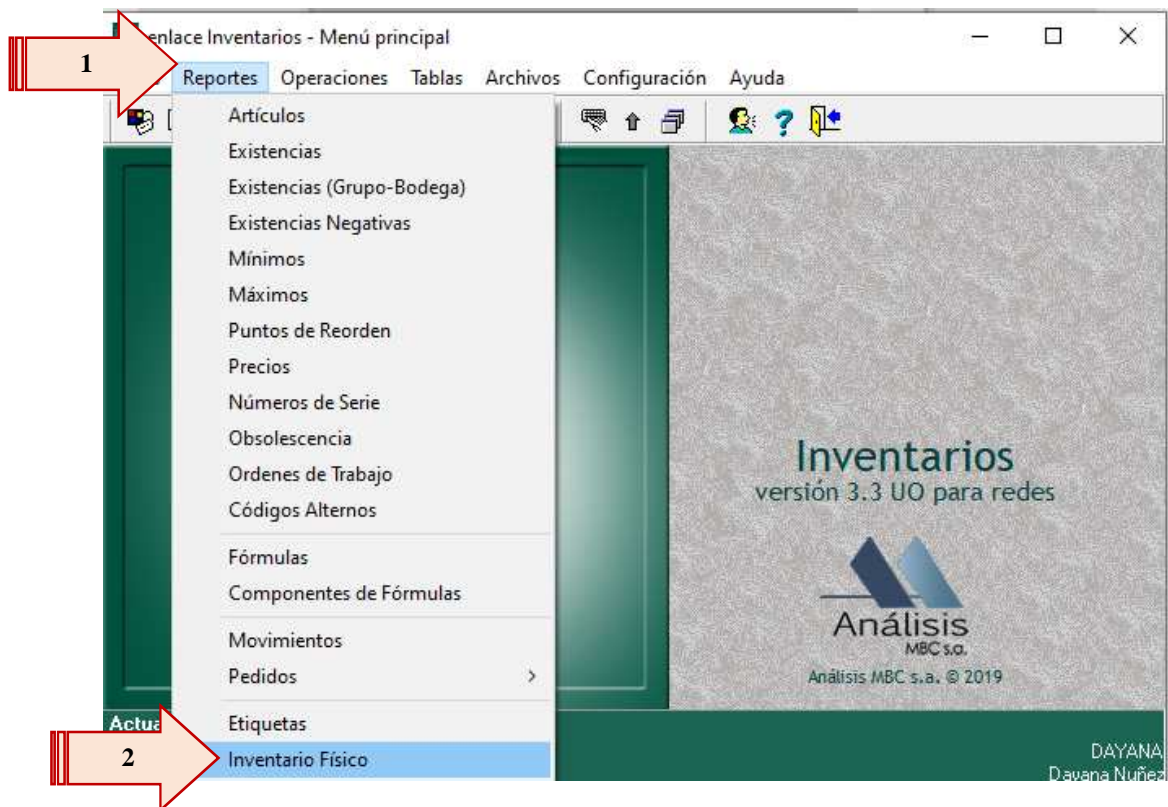 enlace Inventarios - Menú principal
1
Reportes Operaciones Tablas Archivos Configuración Ayuda
Artículos
Existencias
Existencias (Grupo-Bodega)
Existencias Negativas
Mínimos
Máximos
Puntos de Reorden
Precios
Números de Serie
Obsolescencia
Ordenes de Trabajo
Códigos Alternos
Fórmulas
Componentes de Fórmulas
Movimientos
Pedidos
Etiquetas
Inventario Físico
Inventarios
versión 3.3 UO para redes
Análisis
MBC s.a.
Análisis MBC s.a. © 2019
Actua
2
DAYANA
Dayana Nuñez